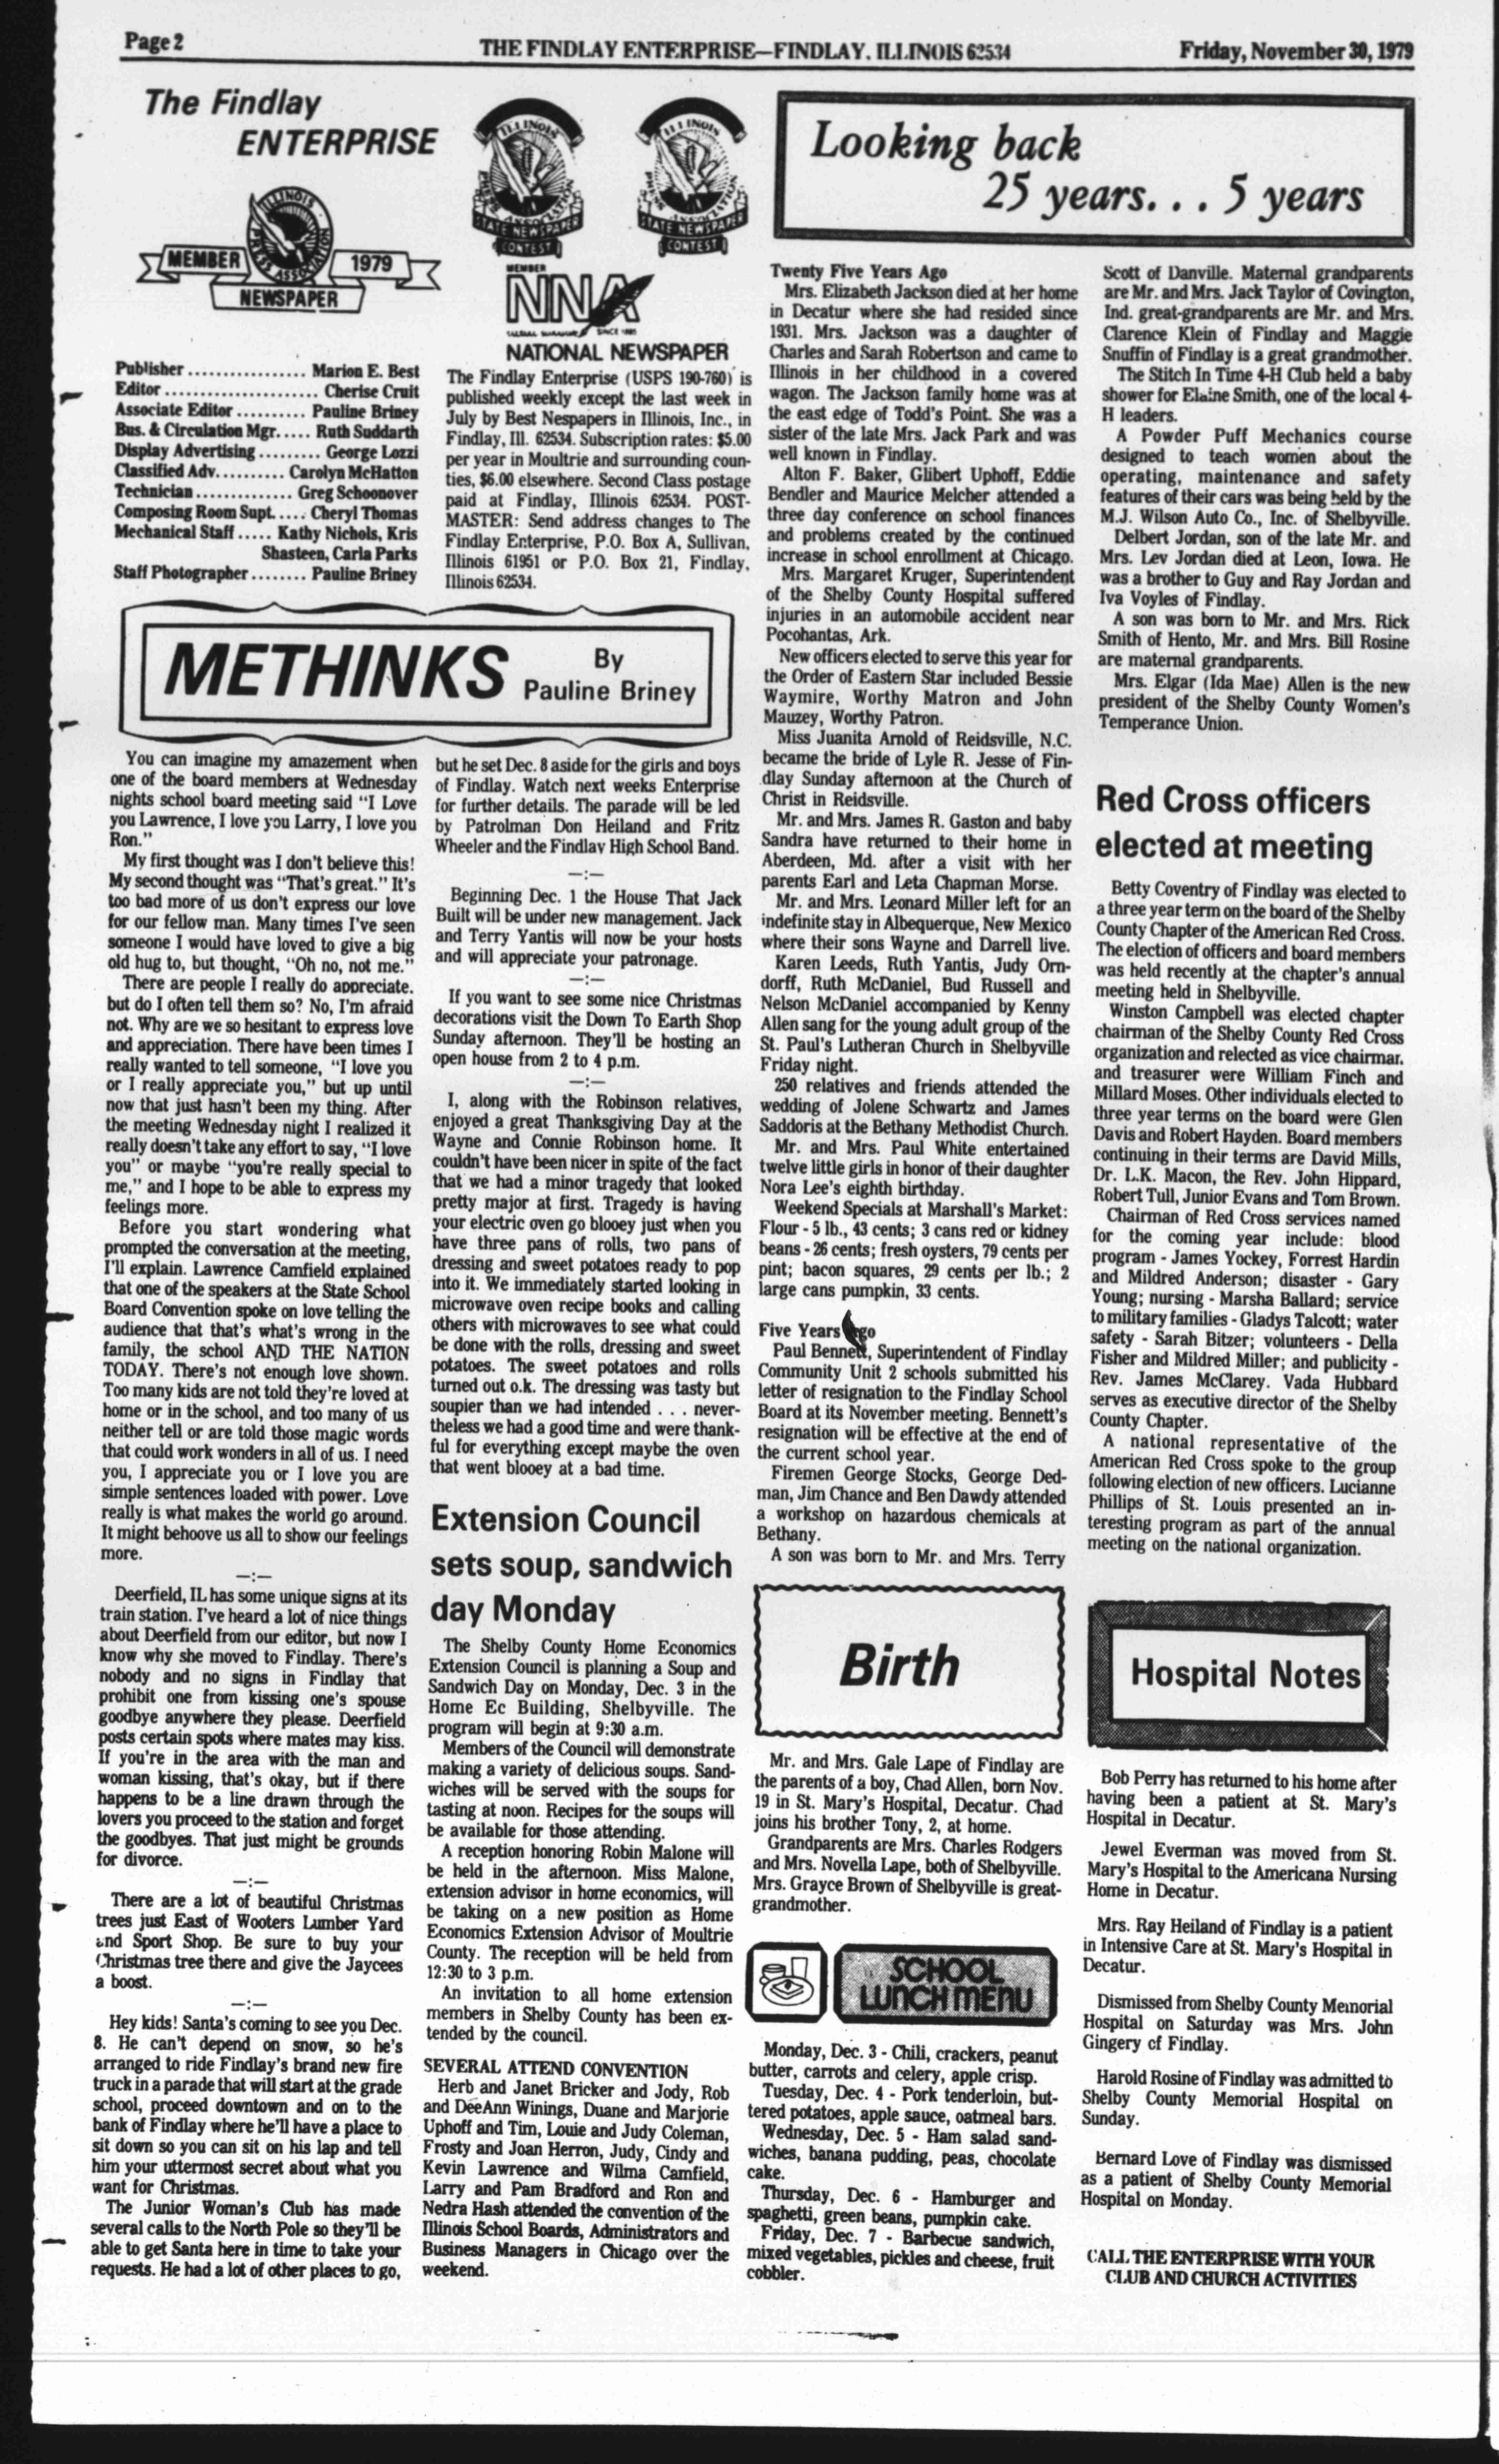 Page 2
THE FINDLAY ENTERPRISE—FINDLAY, ILLINOIS 62534
Friday, November 30, 1979
The Findlay
ENTERPRISE
ILLINOIS
PRESS ASSOCIATION
MEMBER
1979
NEWSPAPER
ILLINOIS
PRESS ASSOCIATION
STATE NEWSPAPER
CONTEST
ILLINOIS
PRESS ASSOCIATION
STATE NEWSPAPER
CONTEST
MEMBER
NNA
SINCE 1885
NATIONAL NEWSPAPER
Publisher ................ Marion E. Best
Editor ..................... Cherise Cruit
Associate Editor .......... Pauline Briney
Bus. & Circulation Mgr..... Ruth Suddarth
Display Advertising ......... George Lozzi
Classified Adv.......... Carolyn McHatton
Technician ............. Greg Schoonover
Composing Room Supt..... Cheryl Thomas
Mechanical Staff ..... Kathy Nichols, Kris
Shasteen, Carla Parks
Staff Photographer ........ Pauline Briney
The Findlay Enterprise (USPS 190-760) is
published weekly except the last week in
July by Best Nespapers in Illinois, Inc., in
Findlay, Ill. 62534. Subscription rates: $5.00
per year in Moultrie and surrounding coun-
ties, $6.00 elsewhere. Second Class postage
paid at Findlay, Illinois 62534. POST-
MASTER: Send address changes to The
Findlay Enterprise, P.O. Box A, Sullivan,
Illinois 61951 or P.O. Box 21, Findlay,
Illinois 62534.
METHINKS
By
Pauline Briney
You can imagine my amazement when
one of the board members at Wednesday
nights school board meeting said "I Love
you Lawrence, I love you Larry, I love you
Ron."
My first thought was I don't believe this!
My second thought was "That's great." It's
too bad more of us don't express our love
for our fellow man. Many times I've seen
someone I would have loved to give a big
old hug to, but thought, "Oh no, not me."
There are people I really do appreciate,
but do I often tell them so? No, I'm afraid
not. Why are we so hesitant to express love
and appreciation. There have been times I
really wanted to tell someone, "I love you
or I really appreciate you," but up until
now that just hasn't been my thing. After
the meeting Wednesday night I realized it
really doesn't take any effort to say, "I love
you" or maybe "you're really special to
me," and I hope to be able to express my
feelings more.
Before you start wondering what
prompted the conversation at the meeting,
I'll explain. Lawrence Camfield explained
that one of the speakers at the State School
Board Convention spoke on love telling the
audience that that's what's wrong in the
family, the school AND THE NATION
TODAY. There's not enough love shown.
Too many kids are not told they're loved at
home or in the school, and too many of us
neither tell or are told those magic words
that could work wonders in all of us. I need
you, I appreciate you or I love you are
simple sentences loaded with power. Love
really is what makes the world go around.
It might behoove us all to show our feelings
more.
—:—
Deerfield, IL has some unique signs at its
train station. I've heard a lot of nice things
about Deerfield from our editor, but now I
know why she moved to Findlay. There's
nobody and no signs in Findlay that
prohibit one from kissing one's spouse
goodbye anywhere they please. Deerfield
posts certain spots where mates may kiss.
If you're in the area with the man and
woman kissing, that's okay, but if there
happens to be a line drawn through the
lovers you proceed to the station and forget
the goodbyes. That just might be grounds
for divorce.
—:—
There are a lot of beautiful Christmas
trees just East of Wooters Lumber Yard
and Sport Shop. Be sure to buy your
Christmas tree there and give the Jaycees
a boost.
—:—
Hey kids! Santa's coming to see you Dec.
8. He can't depend on snow, so he's
arranged to ride Findlay's brand new fire
truck in a parade that will start at the grade
school, proceed downtown and on to the
bank of Findlay where he'll have a place to
sit down so you can sit on his lap and tell
him your uttermost secret about what you
want for Christmas.
The Junior Woman's Club has made
several calls to the North Pole so they'll be
able to get Santa here in time to take your
requests. He had a lot of other places to go,
but he set Dec. 8 aside for the girls and boys
of Findlay. Watch next weeks Enterprise
for further details. The parade will be led
by Patrolman Don Heiland and Fritz
Wheeler and the Findlay High School Band.
—:—
Beginning Dec. 1 the House That Jack
Built will be under new management. Jack
and Terry Yantis will now be your hosts
and will appreciate your patronage.
—:—
If you want to see some nice Christmas
decorations visit the Down To Earth Shop
Sunday afternoon. They'll be hosting an
open house from 2 to 4 p.m.
—:—
I, along with the Robinson relatives,
enjoyed a great Thanksgiving Day at the
Wayne and Connie Robinson home. It
couldn't have been nicer in spite of the fact
that we had a minor tragedy that looked
pretty major at first. Tragedy is having
your electric oven go blooey just when you
have three pans of rolls, two pans of
dressing and sweet potatoes ready to pop
into it. We immediately started looking in
microwave oven recipe books and calling
others with microwaves to see what could
be done with the rolls, dressing and sweet
potatoes. The sweet potatoes and rolls
turned out o.k. The dressing was tasty but
soupier than we had intended . . . never-
theless we had a good time and were thank-
ful for everything except maybe the oven
that went blooey at a bad time.
Extension Council
sets soup, sandwich
day Monday
The Shelby County Home Economics
Extension Council is planning a Soup and
Sandwich Day on Monday, Dec. 3 in the
Home Ec Building, Shelbyville. The
program will begin at 9:30 a.m.
Members of the Council will demonstrate
making a variety of delicious soups. Sand-
wiches will be served with the soups for
tasting at noon. Recipes for the soups will
be available for those attending.
A reception honoring Robin Malone will
be held in the afternoon. Miss Malone,
extension advisor in home economics, will
be taking on a new position as Home
Economics Extension Advisor of Moultrie
County. The reception will be held from
12:30 to 3 p.m.
An invitation to all home extension
members in Shelby County has been ex-
tended by the council.
SEVERAL ATTEND CONVENTION
Herb and Janet Bricker and Jody, Rob
and DeeAnn Winings, Duane and Marjorie
Uphoff and Tim, Louie and Judy Coleman,
Frosty and Joan Herron, Judy, Cindy and
Kevin Lawrence and Wilma Camfield,
Larry and Pam Bradford and Ron and
Nedra Hash attended the convention of the
Illinois School Boards, Administrators and
Business Managers in Chicago over the
weekend.
Looking back
25 years. . . 5 years
Twenty Five Years Ago
Mrs. Elizabeth Jackson died at her home
in Decatur where she had resided since
1931. Mrs. Jackson was a daughter of
Charles and Sarah Robertson and came to
Illinois in her childhood in a covered
wagon. The Jackson family home was at
the east edge of Todd's Point. She was a
sister of the late Mrs. Jack Park and was
well known in Findlay.
Alton F. Baker, Glibert Uphoff, Eddie
Bendler and Maurice Melcher attended a
three day conference on school finances
and problems created by the continued
increase in school enrollment at Chicago.
Mrs. Margaret Kruger, Superintendent
of the Shelby County Hospital suffered
injuries in an automobile accident near
Pocohantas, Ark.
New officers elected to serve this year for
the Order of Eastern Star included Bessie
Waymire, Worthy Matron and John
Mauzey, Worthy Patron.
Miss Juanita Arnold of Reidsville, N.C.
became the bride of Lyle R. Jesse of Fin-
dlay Sunday afternoon at the Church of
Christ in Reidsville.
Mr. and Mrs. James R. Gaston and baby
Sandra have returned to their home in
Aberdeen, Md. after a visit with her
parents Earl and Leta Chapman Morse.
Mr. and Mrs. Leonard Miller left for an
indefinite stay in Albequerque, New Mexico
where their sons Wayne and Darrell live.
Karen Leeds, Ruth Yantis, Judy Orn-
dorff, Ruth McDaniel, Bud Russell and
Nelson McDaniel accompanied by Kenny
Allen sang for the young adult group of the
St. Paul's Lutheran Church in Shelbyville
Friday night.
250 relatives and friends attended the
wedding of Jolene Schwartz and James
Saddoris at the Bethany Methodist Church.
Mr. and Mrs. Paul White entertained
twelve little girls in honor of their daughter
Nora Lee's eighth birthday.
Weekend Specials at Marshall's Market:
Flour - 5 lb., 43 cents; 3 cans red or kidney
beans - 26 cents; fresh oysters, 79 cents per
pint; bacon squares, 29 cents per lb.; 2
large cans pumpkin, 33 cents.
Five Years Ago
Paul Bennett, Superintendent of Findlay
Community Unit 2 schools submitted his
letter of resignation to the Findlay School
Board at its November meeting. Bennett's
resignation will be effective at the end of
the current school year.
Firemen George Stocks, George Ded-
man, Jim Chance and Ben Dawdy attended
a workshop on hazardous chemicals at
Bethany.
A son was born to Mr. and Mrs. Terry
Scott of Danville. Maternal grandparents
are Mr. and Mrs. Jack Taylor of Covington,
Ind. great-grandparents are Mr. and Mrs.
Clarence Klein of Findlay and Maggie
Snuffin of Findlay is a great grandmother.
The Stitch In Time 4-H Club held a baby
shower for Elaine Smith, one of the local 4-
H leaders.
A Powder Puff Mechanics course
designed to teach women about the
operating, maintenance and safety
features of their cars was being held by the
M.J. Wilson Auto Co., Inc. of Shelbyville.
Delbert Jordan, son of the late Mr. and
Mrs. Lev Jordan died at Leon, Iowa. He
was a brother to Guy and Ray Jordan and
Iva Voyles of Findlay.
A son was born to Mr. and Mrs. Rick
Smith of Hento, Mr. and Mrs. Bill Rosine
are maternal grandparents.
Mrs. Elgar (Ida Mae) Allen is the new
president of the Shelby County Women's
Temperance Union.
Red Cross officers
elected at meeting
Betty Coventry of Findlay was elected to
a three year term on the board of the Shelby
County Chapter of the American Red Cross.
The election of officers and board members
was held recently at the chapter's annual
meeting held in Shelbyville.
Winston Campbell was elected chapter
chairman of the Shelby County Red Cross
organization and relected as vice chairman
and treasurer were William Finch and
Millard Moses. Other individuals elected to
three year terms on the board were Glen
Davis and Robert Hayden. Board members
continuing in their terms are David Mills,
Dr. L.K. Macon, the Rev. John Hippard,
Robert Tull, Junior Evans and Tom Brown.
Chairman of Red Cross services named
for the coming year include: blood
program - James Yockey, Forrest Hardin
and Mildred Anderson; disaster - Gary
Young; nursing - Marsha Ballard; service
to military families - Gladys Talcott; water
safety - Sarah Bitzer; volunteers - Della
Fisher and Mildred Miller; and publicity -
Rev. James McClarey. Vada Hubbard
serves as executive director of the Shelby
County Chapter.
A national representative of the
American Red Cross spoke to the group
following election of new officers. Lucianne
Phillips of St. Louis presented an in-
teresting program as part of the annual
meeting on the national organization.
Birth
Mr. and Mrs. Gale Lape of Findlay are
the parents of a boy, Chad Allen, born Nov.
19 in St. Mary's Hospital, Decatur. Chad
joins his brother Tony, 2, at home.
Grandparents are Mrs. Charles Rodgers
and Mrs. Novella Lape, both of Shelbyville.
Mrs. Grayce Brown of Shelbyville is great-
grandmother.
SCHOOL
LUNCH MENU
Monday, Dec. 3 - Chili, crackers, peanut
butter, carrots and celery, apple crisp.
Tuesday, Dec. 4 - Pork tenderloin, but-
tered potatoes, apple sauce, oatmeal bars.
Wednesday, Dec. 5 - Ham salad sand-
wiches, banana pudding, peas, chocolate
cake.
Thursday, Dec. 6 - Hamburger and
spaghetti, green beans, pumpkin cake.
Friday, Dec. 7 - Barbecue sandwich,
mixed vegetables, pickles and cheese, fruit
cobbler.
Hospital Notes
Bob Perry has returned to his home after
having been a patient at St. Mary's
Hospital in Decatur.
Jewel Everman was moved from St.
Mary's Hospital to the Americana Nursing
Home in Decatur.
Mrs. Ray Heiland of Findlay is a patient
in Intensive Care at St. Mary's Hospital in
Decatur.
Dismissed from Shelby County Memorial
Hospital on Saturday was Mrs. John
Gingery of Findlay.
Harold Rosine of Findlay was admitted to
Shelby County Memorial Hospital on
Sunday.
Bernard Love of Findlay was dismissed
as a patient of Shelby County Memorial
Hospital on Monday.
CALL THE ENTERPRISE WITH YOUR
CLUB AND CHURCH ACTIVITIES